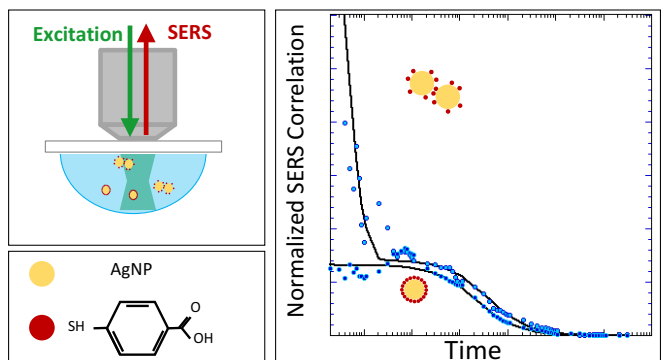 Excitation SERS
AgNP
SH
O
OH
Normalized SERS Correlation
Time